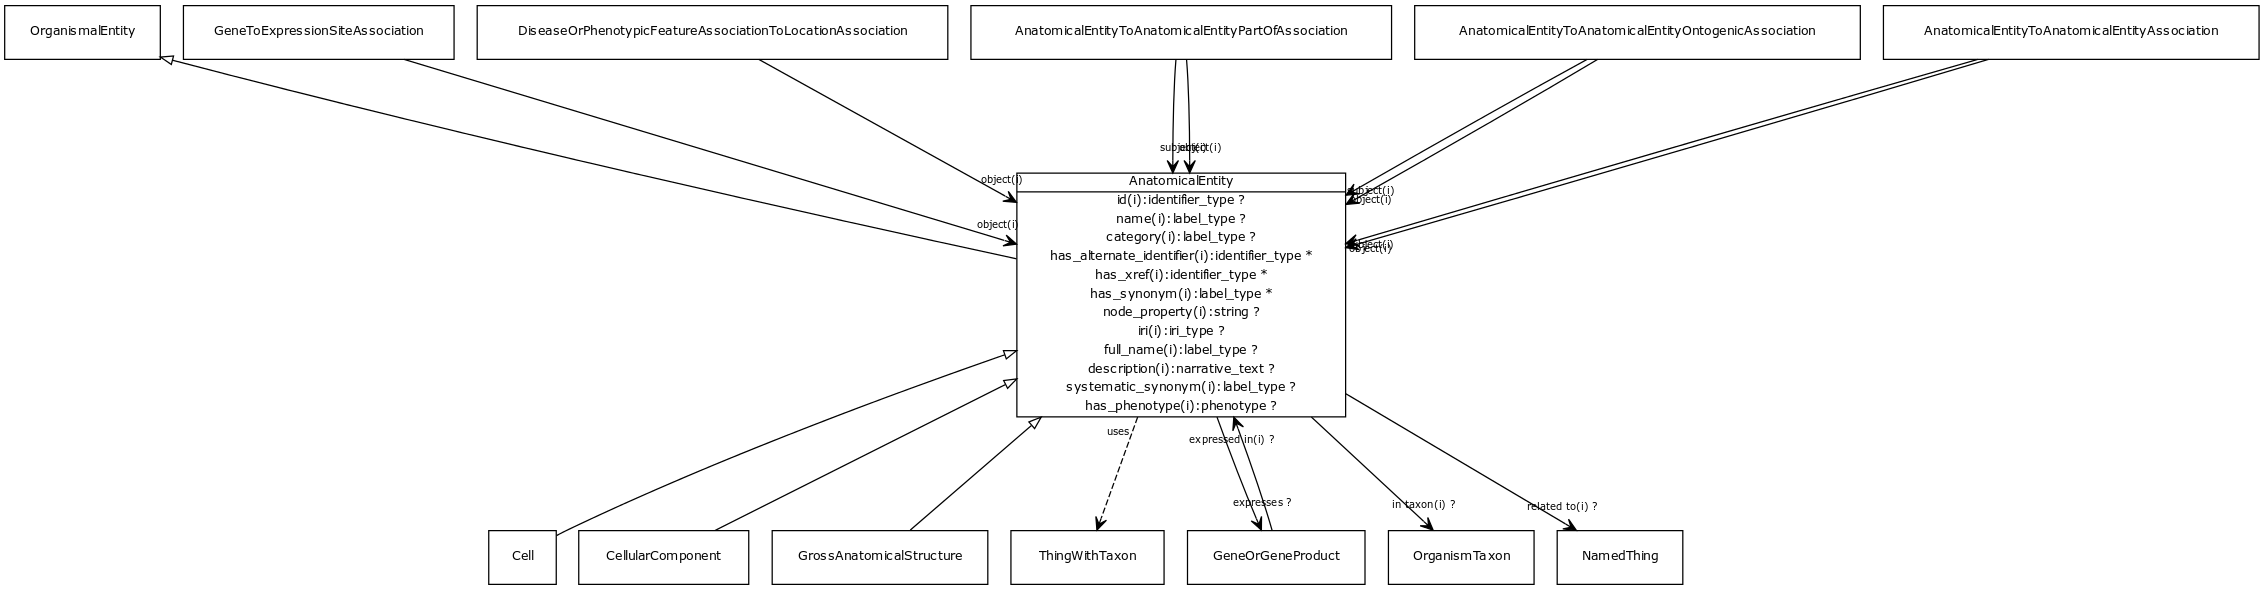 OrganismalEntity
GeneToExpressionSiteAssociation
DiseaseOrPhenotypicFeatureAssociationToLocationAssociation
AnatomicalEntityToAnatomicalEntityPartOfAssociation
AnatomicalEntityToAnatomicalEntityOntogenicAssociation
AnatomicalEntityToAnatomicalEntityAssociation
subject(i)
object(i)
object(i)
subject(i)
object(i)
object(i)
object(i)
AnatomicalEntity
id(i):identifier_type ?
name(i):label_type ?
category(i):label_type ?
has_alternate_identifier(i):identifier_type *
has_xref(i):identifier_type *
has_synonym(i):label_type *
node_property(i):string ?
iri(i):iri_type ?
full_name(i):label_type ?
description(i):narrative_text ?
systematic_synonym(i):label_type ?
has_phenotype(i):phenotype ?
uses
expressed in(i) ?
expresses ?
in taxon(i) ?
related to(i) ?
Cell
CellularComponent
GrossAnatomicalStructure
ThingWithTaxon
GeneOrGeneProduct
OrganismTaxon
NamedThing